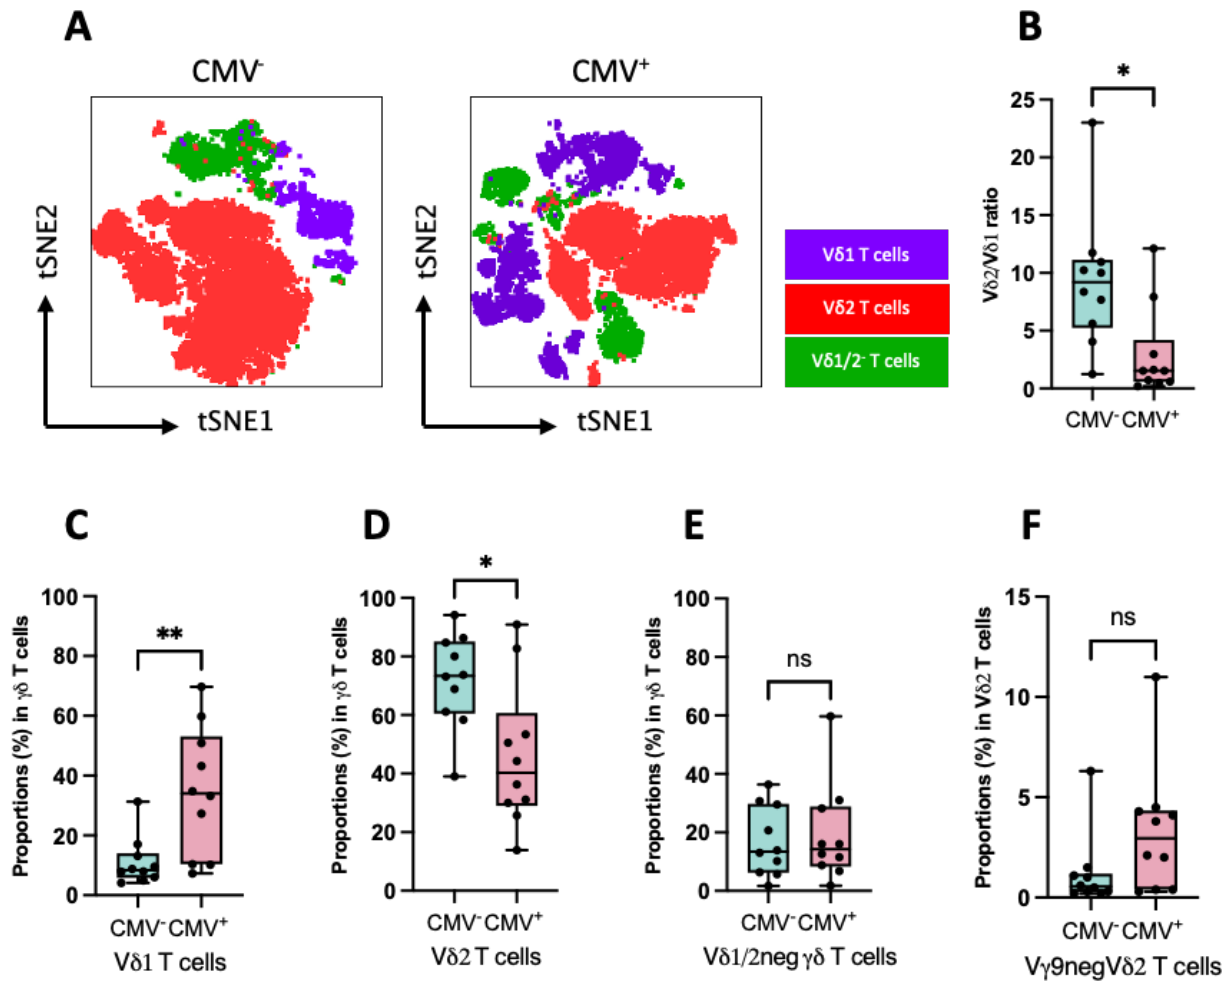 A
B
CMV⁻
CMV⁺
tSNE2
tSNE1
tSNE2
tSNE1
Vδ1 T cells
Vδ2 T cells
Vδ1/2⁻ T cells
*
Vδ2/Vδ1 ratio
25
20
15
10
5
0
CMV⁻ CMV⁺
C
D
E
F
Proportions (%) in γδ T cells
100
80
60
40
20
0
**
CMV⁻ CMV⁺
Vδ1 T cells
Proportions (%) in γδ T cells
100
80
60
40
20
0
*
CMV⁻ CMV⁺
Vδ2 T cells
Proportions (%) in γδ T cells
100
80
60
40
20
0
ns
CMV⁻ CMV⁺
Vδ1/2neg γδ T cells
Proportions (%) in Vδ2 T cells
15
10
5
0
ns
CMV⁻ CMV⁺
Vγ9negVδ2 T cells